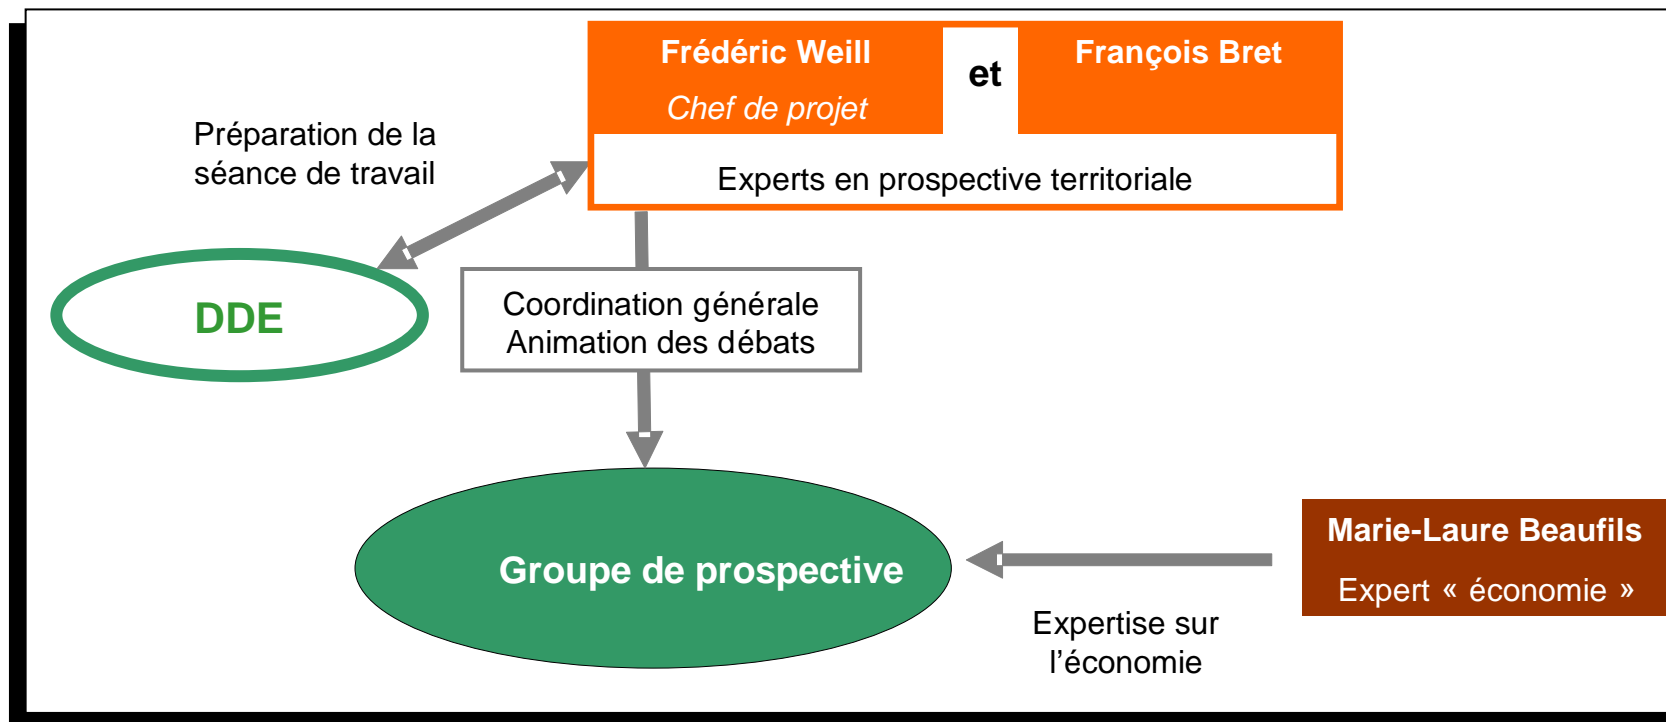 Frédéric Weill
Chef de projet
et
François Bret
Experts en prospective territoriale
Préparation de la
séance de travail
DDE
Coordination générale
Animation des débats
Groupe de prospective
Marie-Laure Beaufils
Expert « économie »
Expertise sur
l’économie